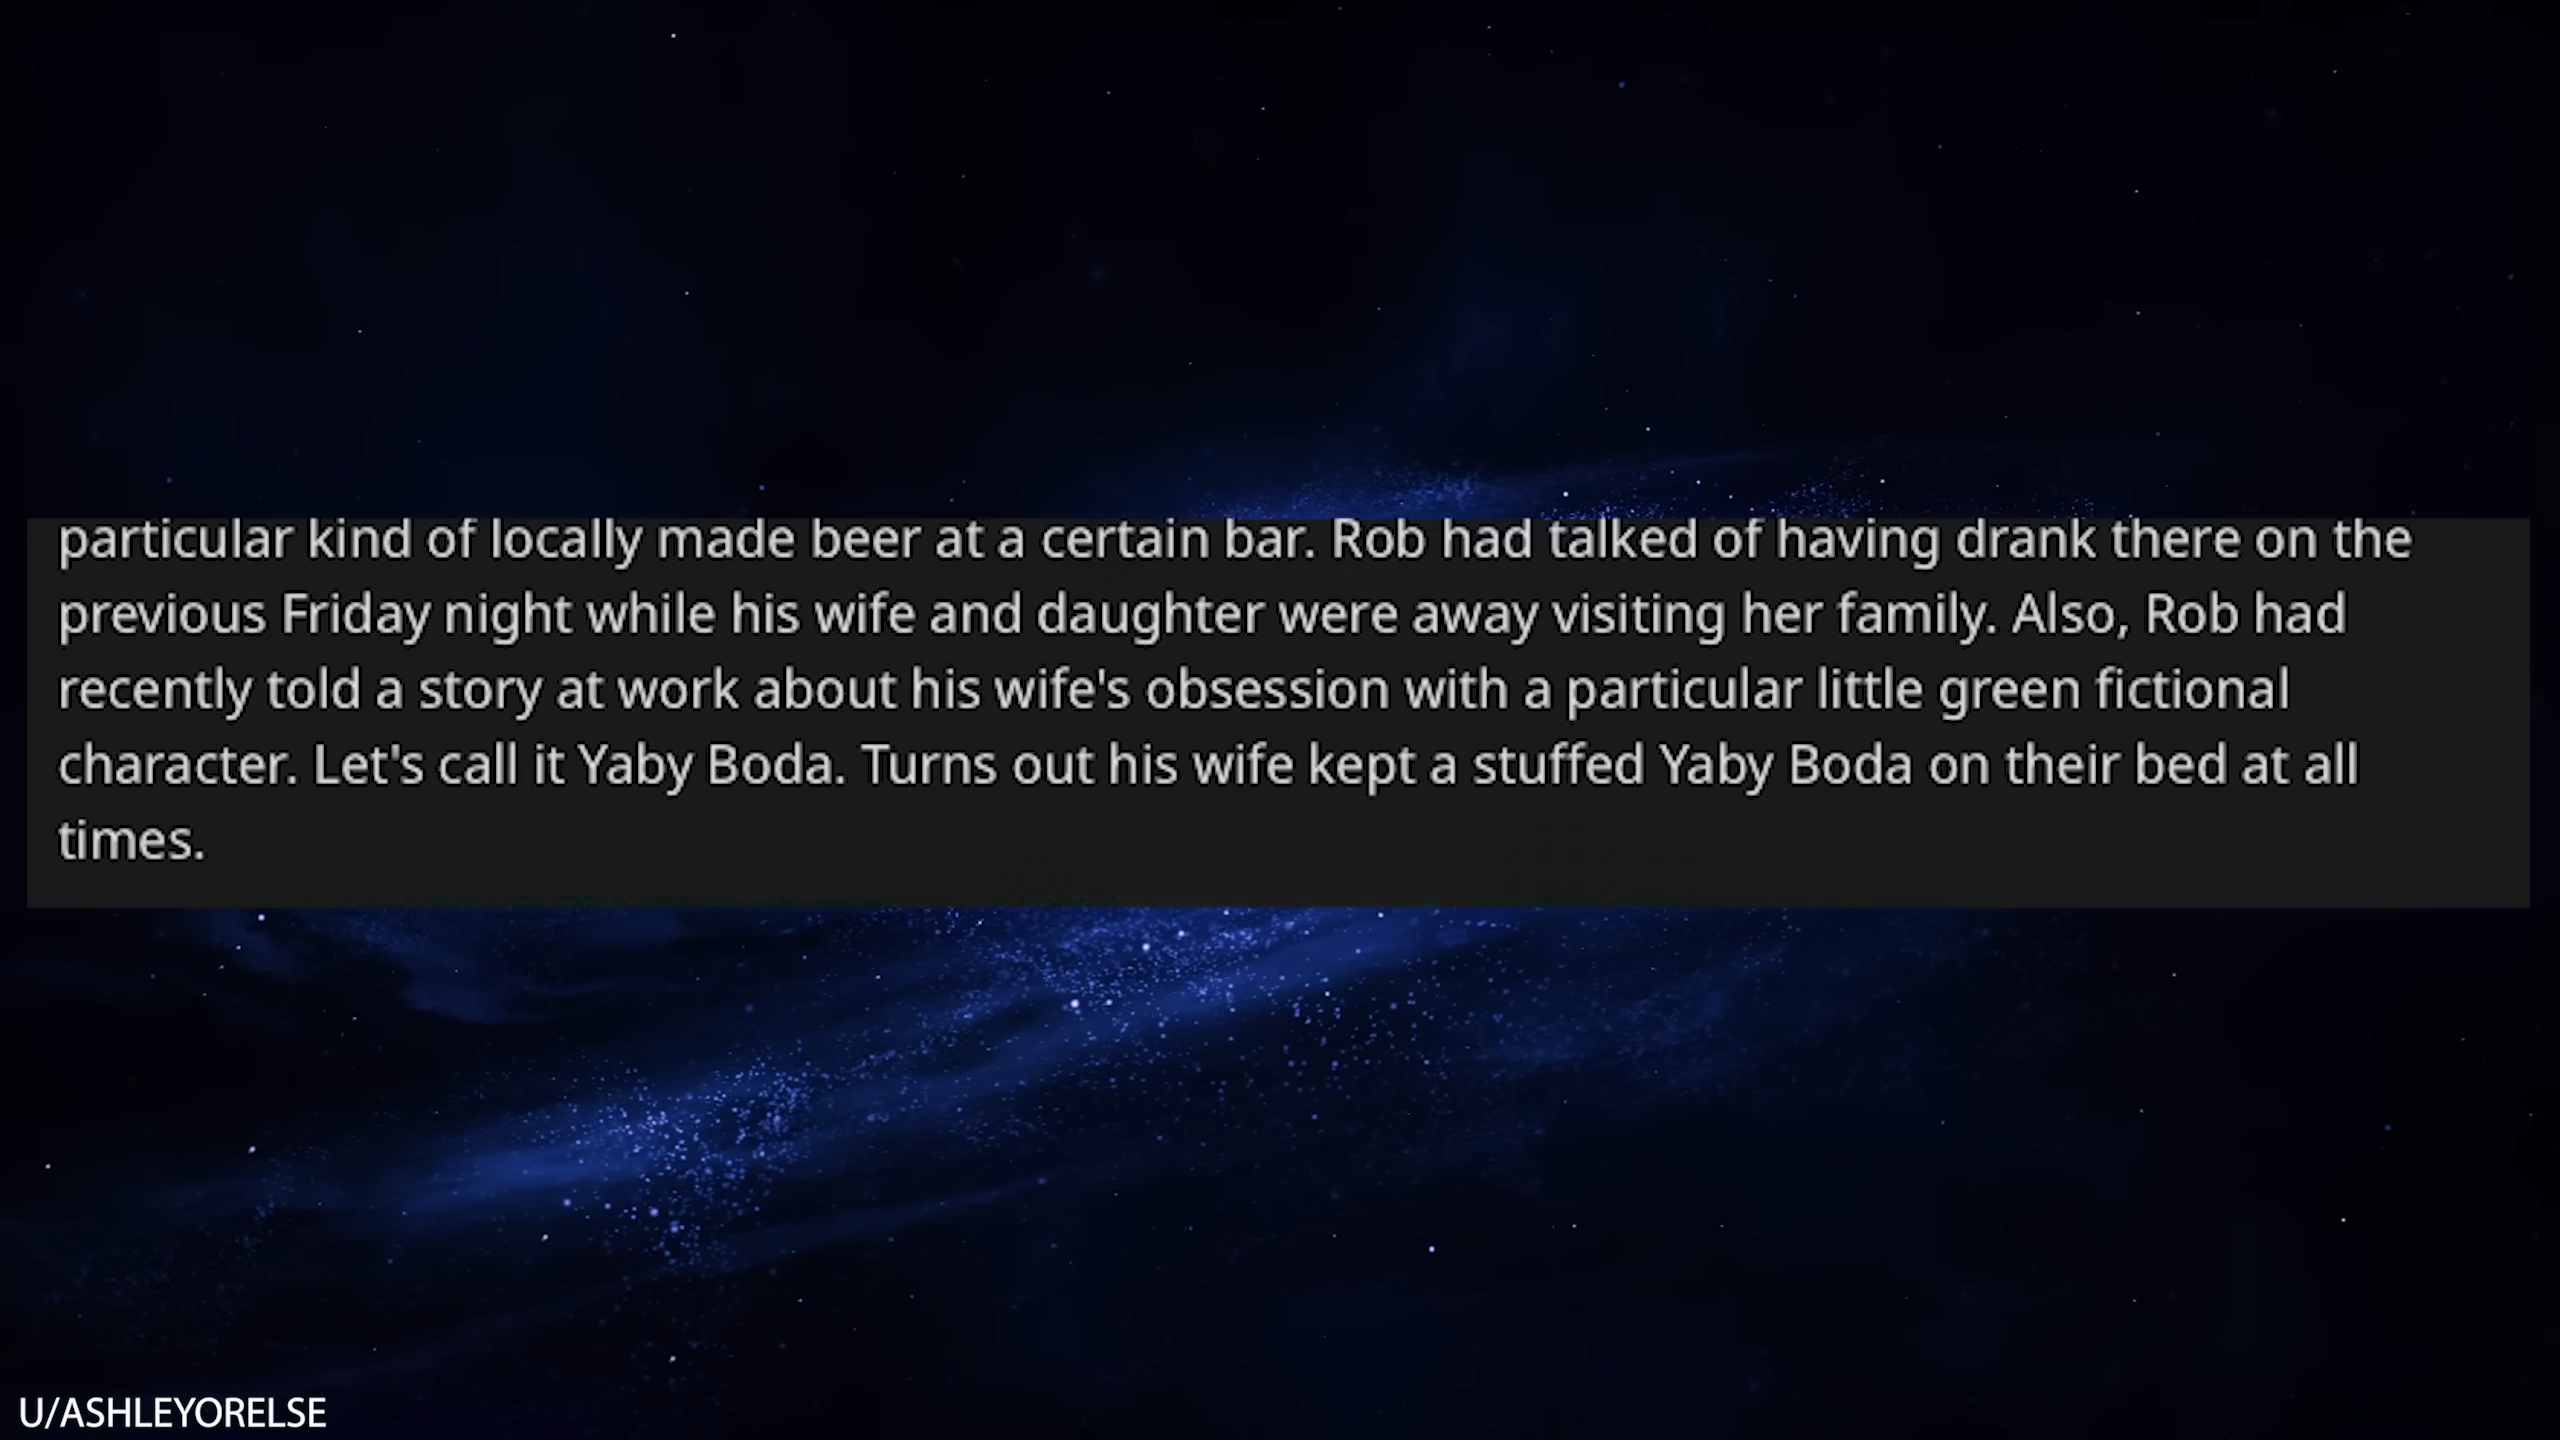 particular kind of locally made beer at a certain bar. Rob had talked of having drank there on the
previous Friday night while his wife and daughter were away visiting her family. Also, Rob had
recently told a story at work about his wife's obsession with a particular little green fictional
character. Let's call it Yaby Boda. Turns out his wife kept a stuffed Yaby Boda on their bed at all
times.
U/ASHLEYORELSE